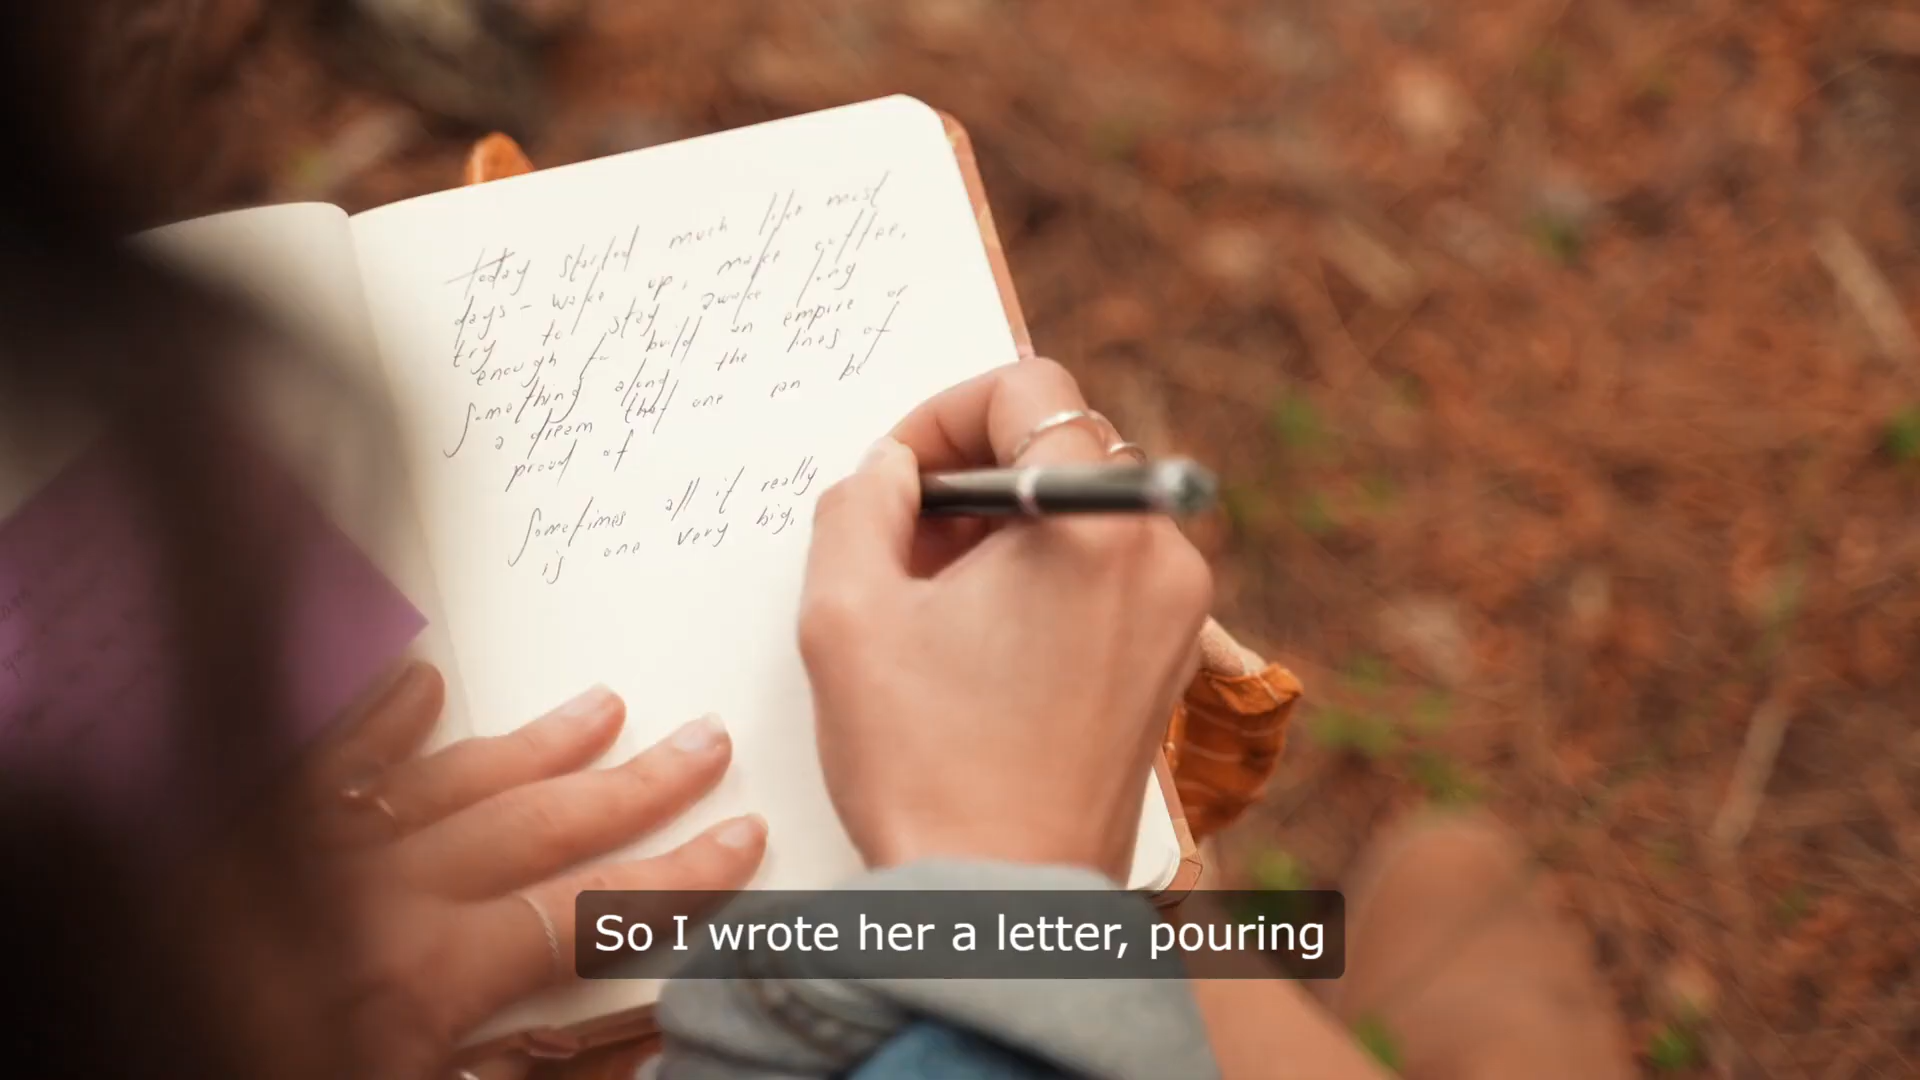 today started much like most
days - wake up, make coffee,
try to stay awake long
enough to build an empire or
something along the lines of
a dream that one can be
proud of
Sometimes all it really
is one very big,
So I wrote her a letter, pouring